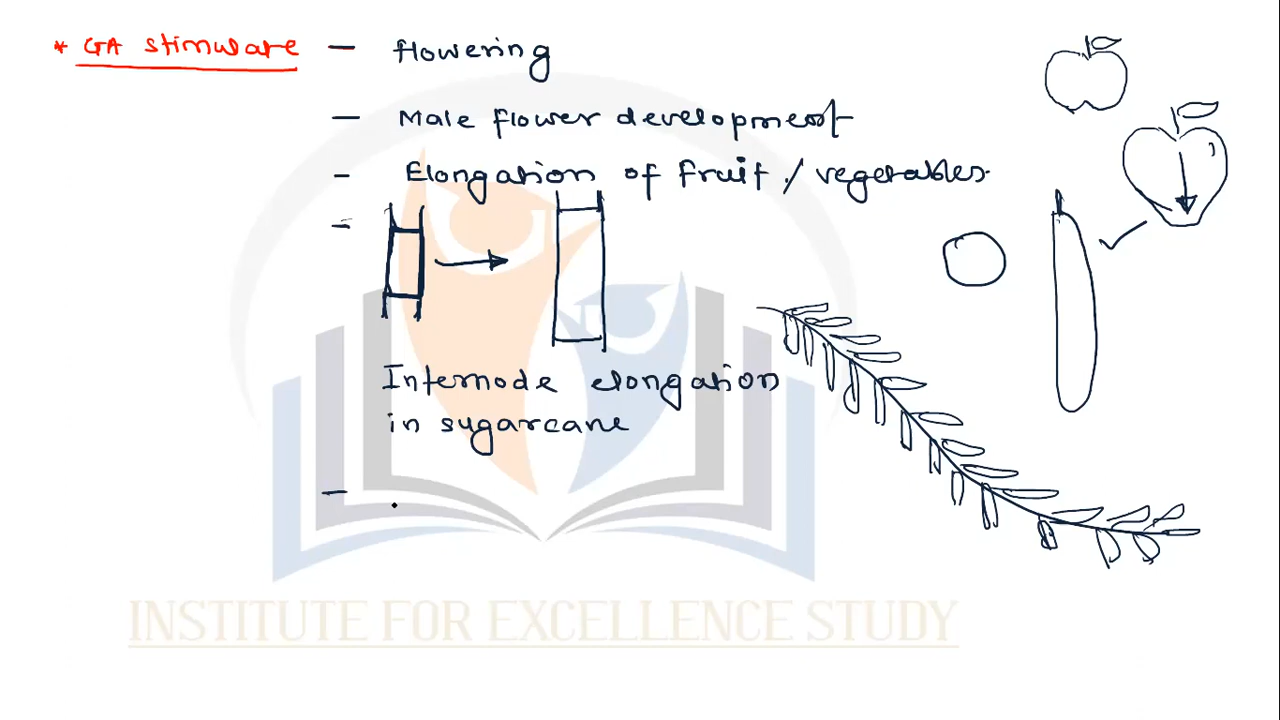 * GA stimulate — flowering
— Male flower development
- Elongation of fruit / vegetables
Internode elongation
in sugarcane
INSTITUTE FOR EXCELLENCE STUDY